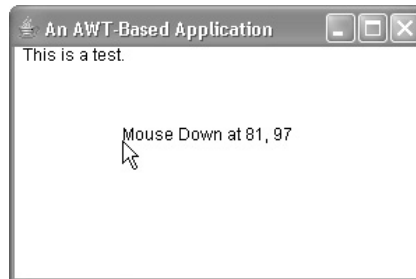 An AWT-Based Application
This is a test.
Mouse Down at 81, 97